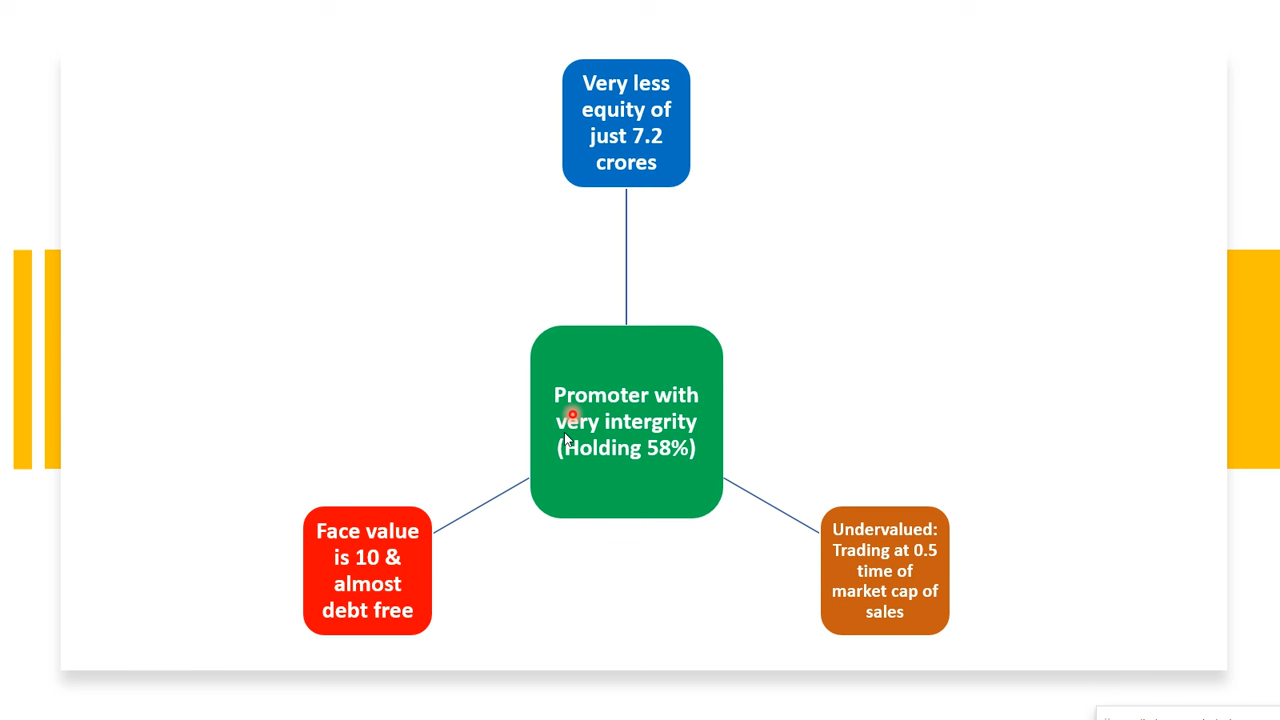 Very less
equity of
just 7.2
crores
Promoter with
very intergrity
(Holding 58%)
Face value
is 10 &
almost
debt free
Undervalued:
Trading at 0.5
time of
market cap of
sales